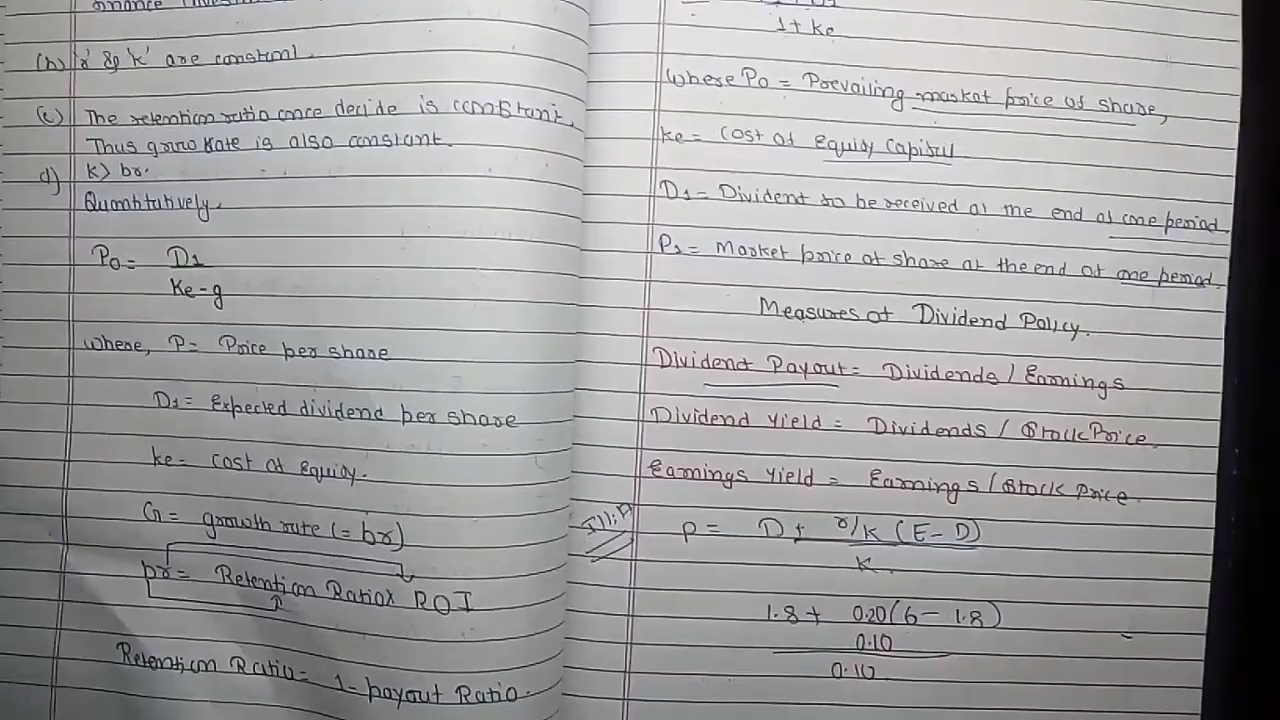 (b) 'r' & 'k' are constant.
(c) The retention ratio once decide is constant.
Thus grow Rate is also constant.
d) K > br.
Quantitatively,
P0 = D1
Ke - g
where, P = Price per share
D1 = Expected dividend per share
ke = cost of equity.
G = growth rate (= br)
br = Retention Ratio x ROI
Retention Ratio = 1 - payout Ratio.
1 + ke
where P0 = Prevailing market price of share,
ke = cost of Equity Capital
D1 = Divident to be received at the end of one period.
P1 = Market price of share at the end of one period.
Measures of Dividend Policy.
Dividend Payout = Dividends / Earnings
Dividend Yield = Dividends / Stock Price
Earnings Yield = Earnings / Stock Price
Ill:
P = D + r/K (E - D)
K
1.8 + 0.20 (6 - 1.8)
0.10
0.10